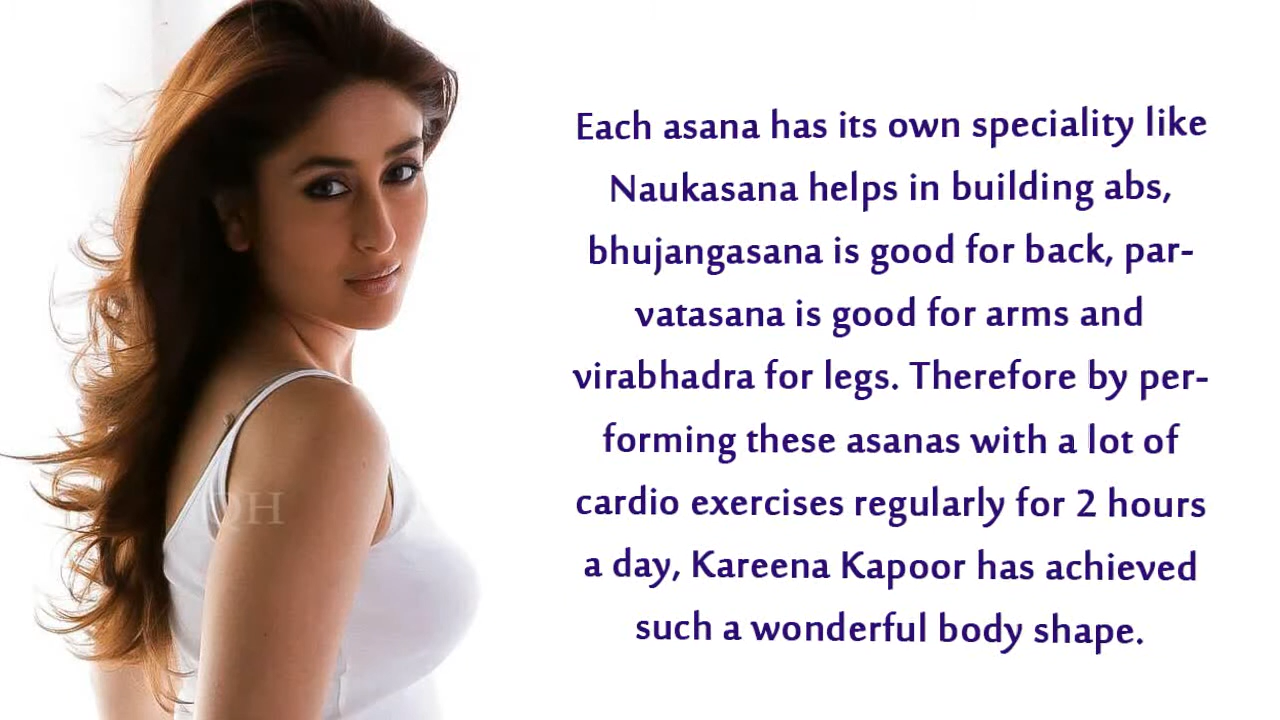 Each asana has its own speciality like
Naukasana helps in building abs,
bhujangasana is good for back, par-
vatasana is good for arms and
virabhadra for legs. Therefore by per-
forming these asanas with a lot of
cardio exercises regularly for 2 hours
a day, Kareena Kapoor has achieved
such a wonderful body shape.